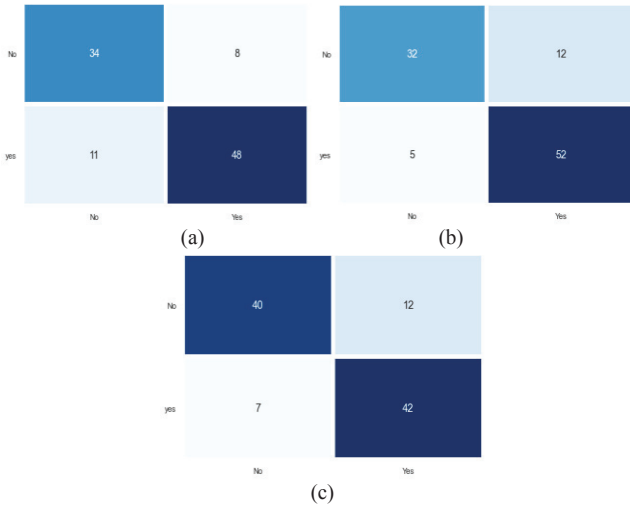 No 34 8
yes 11 48
No Yes
(a)
No 32 12
yes 5 52
No Yes
(b)
No 40 12
yes 7 42
No Yes
(c)